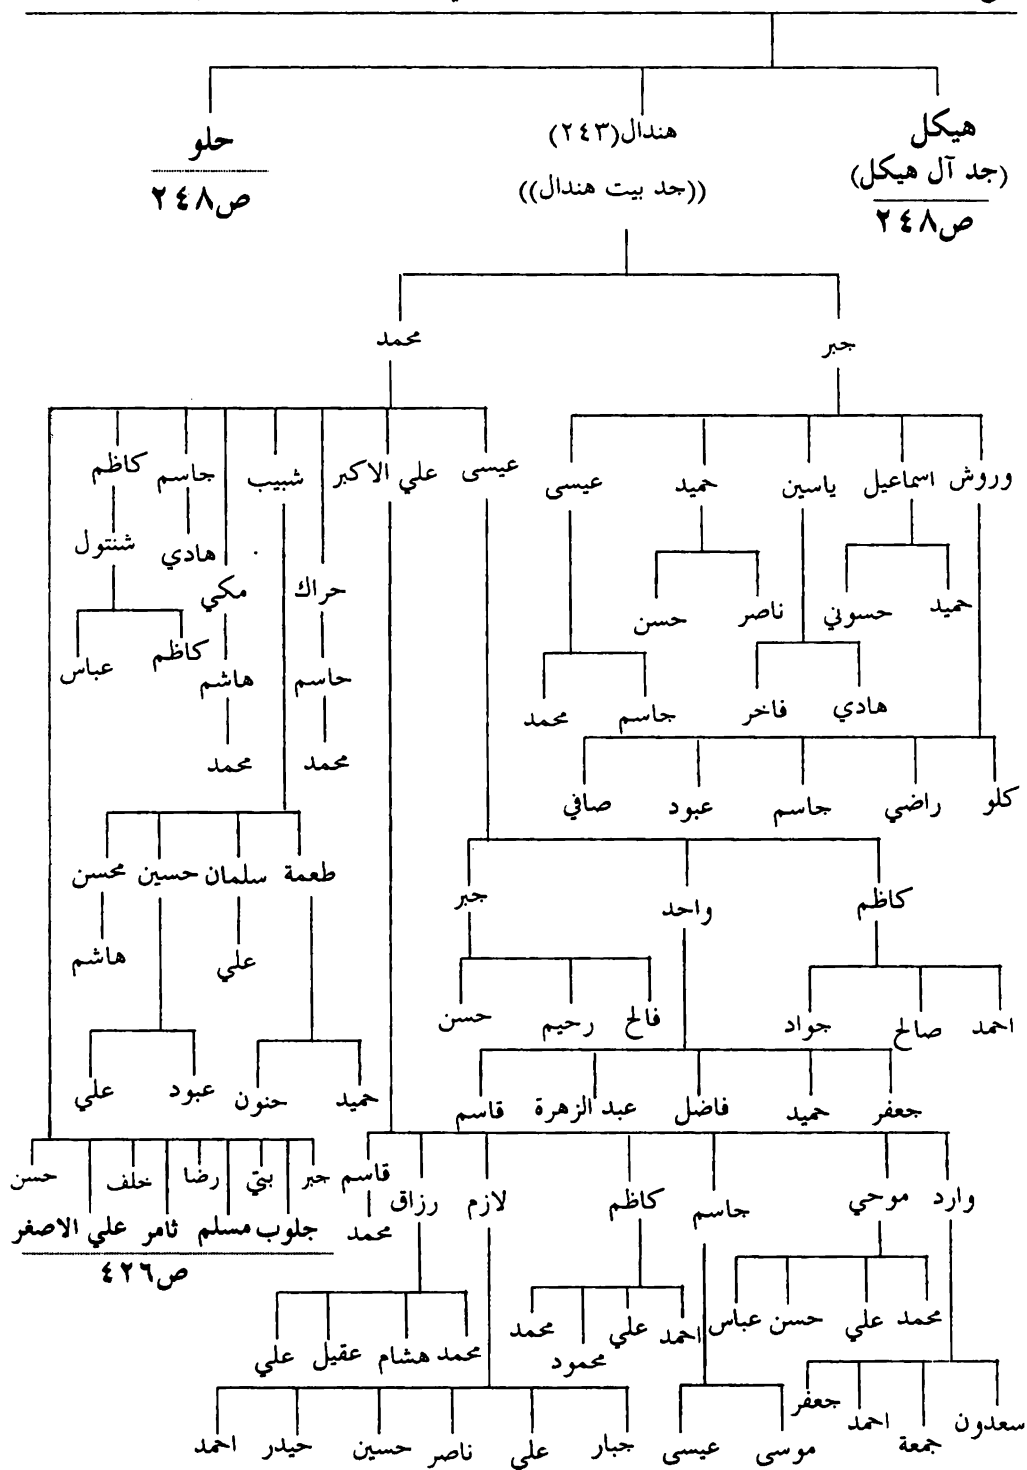 هيكل
(جد آل هيكل)
ص٢٤٨
هندال(٢٤٣)
((جد بيت هندال))
حلو
ص٢٤٨
جبر
محمد
وروش
اسماعيل
ياسين
حميد
عيسى
عيسى
علي الاكبر
شبيب
جاسم
كاظم
هادي
شنتول
حراك
مكي
حميد
حسوني
ناصر
حسن
كاظم
عباس
حاسم
هاشم
هادي
فاخر
جاسم
محمد
محمد
محمد
كلو
راضي
جاسم
عبود
صافي
طعمة
سلمان
حسين
محسن
كاظم
واحد
جبر
علي
هاشم
احمد
صالح
جواد
فالح
رحيم
حسن
حميد
حنون
عبود
علي
جعفر
حميد
فاضل
عبد الزهرة
قاسم
وارد
موحي
جاسم
كاظم
لازم
رزاق
قاسم
محمد
جبر
بتي
رضا
خلف
حسن
جلوب
مسلم
ثامر
علي الاصغر
ص٤٢٦
محمد
علي
حسن
عباس
احمد
علي
محمود
محمد
محمد
هشام
عقيل
علي
سعدون
جمعة
احمد
جعفر
موسى
عيسى
جبار
علي
ناصر
حسين
حيدر
احمد